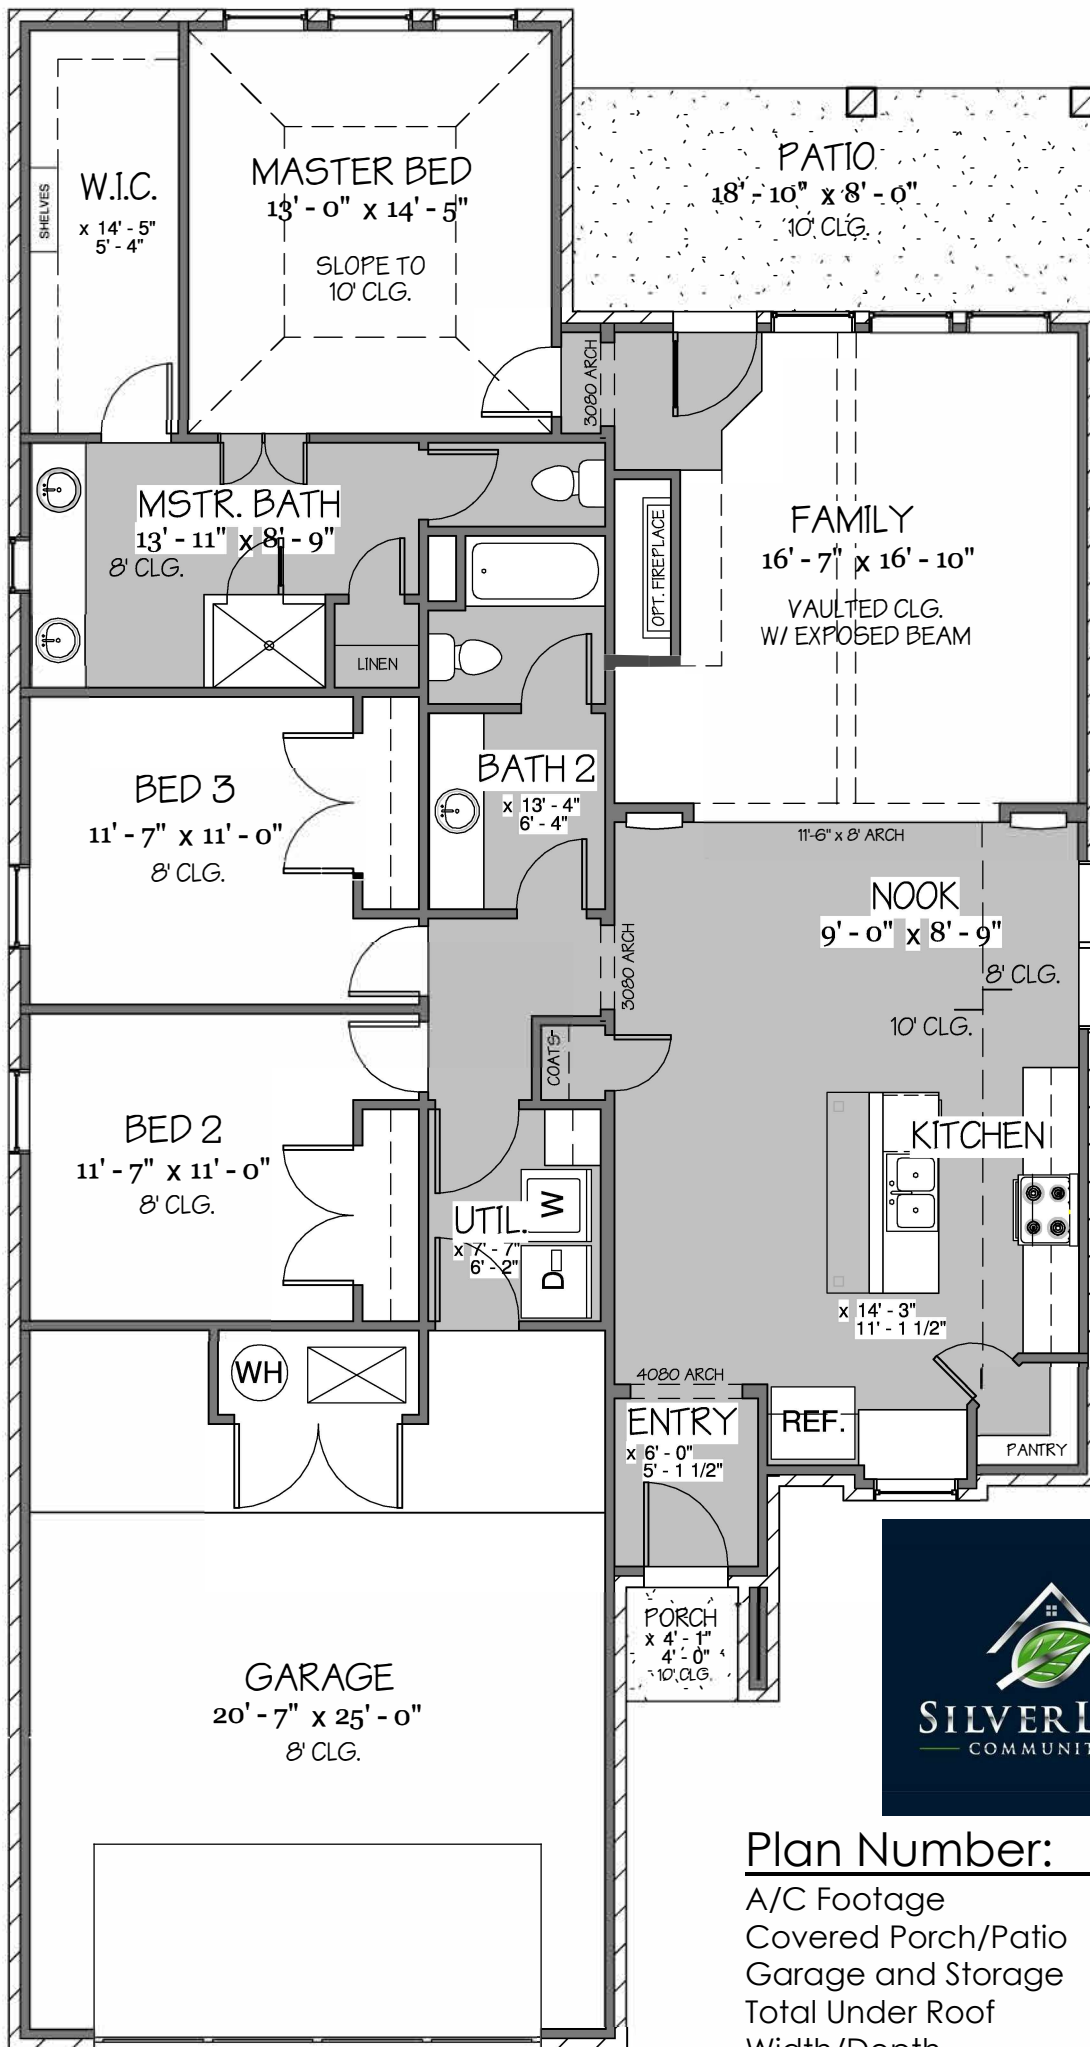 W.I.C.
x 14' - 5"
5' - 4"
SHELVES
MASTER BED
13' - 0" x 14' - 5"
SLOPE TO
10' CLG.
PATIO
18' - 10" x 8' - 0"
10' CLG.
3080 ARCH
MSTR. BATH
13' - 11" x 8' - 9"
8' CLG.
LINEN
OPT. FIREPLACE
FAMILY
16' - 7" x 16' - 10"
VAULTED CLG.
W/ EXPOSED BEAM
BED 3
11' - 7" x 11' - 0"
8' CLG.
BATH 2
x 13' - 4"
6' - 4"
11'-6" x 8' ARCH
NOOK
9' - 0" x 8' - 9"
8' CLG.
10' CLG.
3080 ARCH
COATS
BED 2
11' - 7" x 11' - 0"
8' CLG.
UTIL.
x 7' - 7"
6' - 2"
W
D
KITCHEN
x 14' - 3"
11' - 1 1/2"
WH
4080 ARCH
ENTRY
x 6' - 0"
5' - 1 1/2"
REF.
PANTRY
PORCH
x 4' - 1"
4' - 0"
10' CLG.
GARAGE
20' - 7" x 25' - 0"
8' CLG.
Plan Number:
A/C Footage
Covered Porch/Patio
Garage and Storage
Total Under Roof
Width/Depth